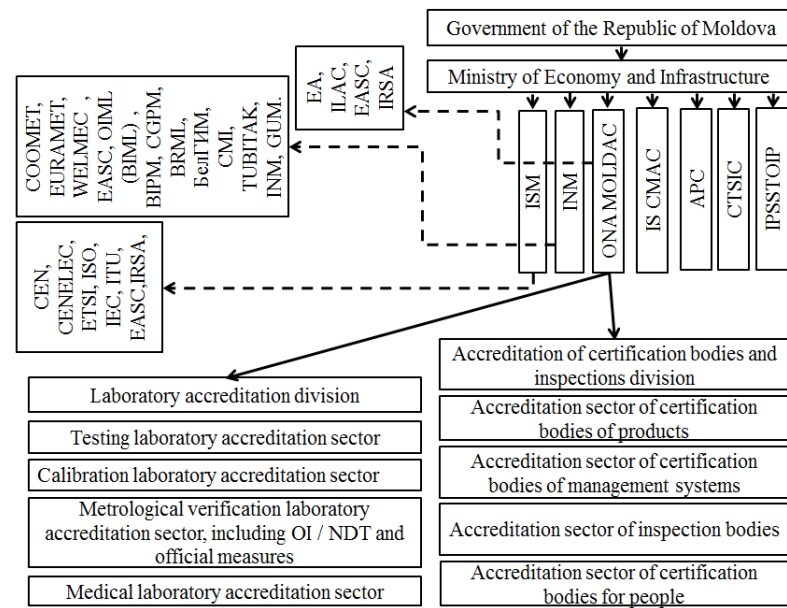 Government of the Republic of Moldova
Ministry of Economy and Infrastructure
EA,
ILAC,
EASC,
IRSA
COOMET,
EURAMET,
WELMEC ,
EASC, OIML
(BIML) ,
BIPM, CGPM,
BRML,
БелГИМ,
CMI,
TUBITAK,
INM, GUM.
CEN,
CENELEC,
ETSI, ISO,
IEC, ITU,
EASC,IRSA,
ISM
INM
ONA MOLDAC
IS CMAC
APC
CTSIC
IPSSTOIP
Laboratory accreditation division
Testing laboratory accreditation sector
Calibration laboratory accreditation sector
Metrological verification laboratory
accreditation sector, including OI / NDT and
official measures
Medical laboratory accreditation sector
Accreditation of certification bodies and
inspections division
Accreditation sector of certification
bodies of products
Accreditation sector of certification
bodies of management systems
Accreditation sector of inspection bodies
Accreditation sector of certification
bodies for people